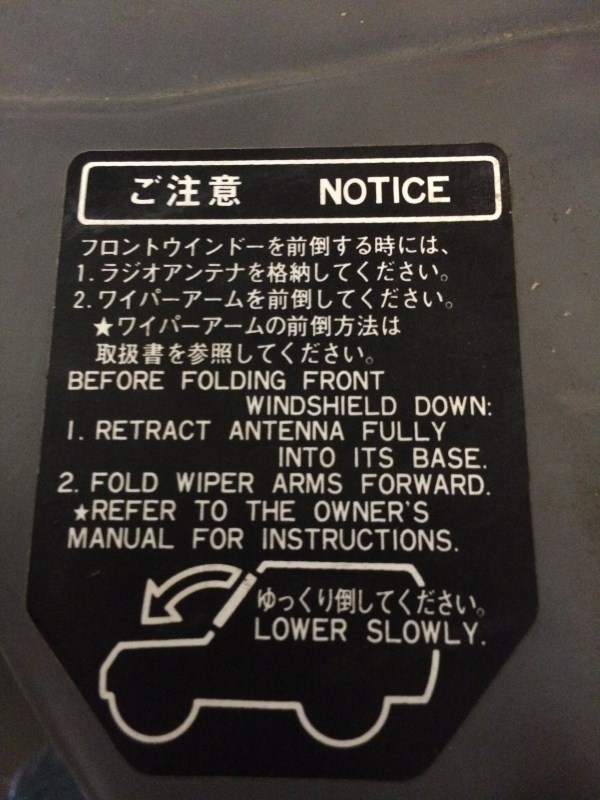 ご注意 NOTICE
フロントウインドーを前倒する時には、
1.ラジオアンテナを格納してください。
2.ワイパーアームを前倒してください。
★ワイパーアームの前倒方法は
取扱書を参照してください。
BEFORE FOLDING FRONT
WINDSHIELD DOWN:
1. RETRACT ANTENNA FULLY
INTO ITS BASE.
2. FOLD WIPER ARMS FORWARD.
★REFER TO THE OWNER'S
MANUAL FOR INSTRUCTIONS.
ゆっくり倒してください。
LOWER SLOWLY.